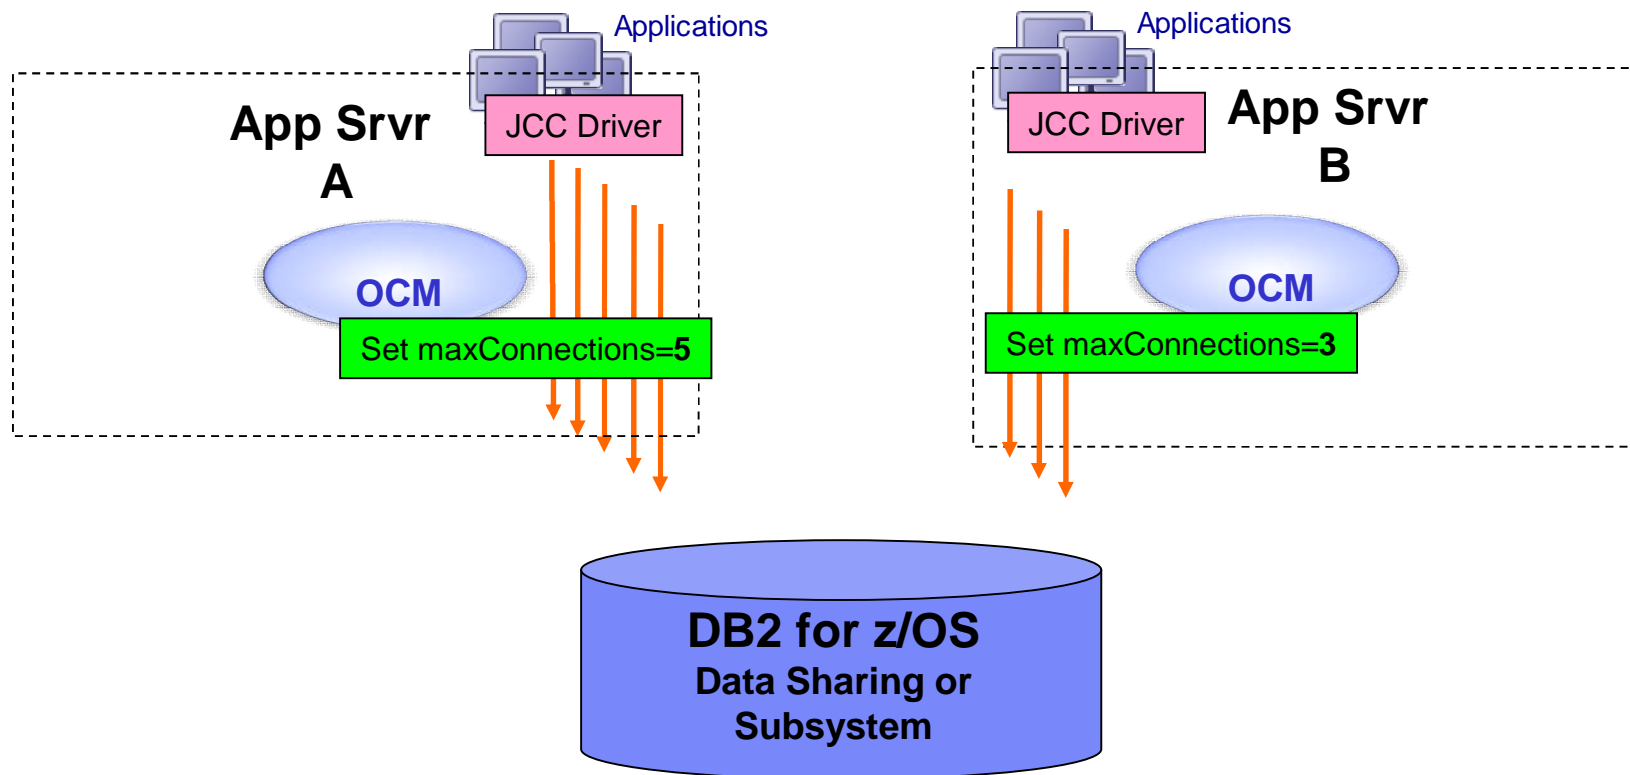 Applications
JCC Driver
App Srvr
A
OCM
Set maxConnections=5
Applications
JCC Driver
App Srvr
B
OCM
Set maxConnections=3
DB2 for z/OS
Data Sharing or
Subsystem